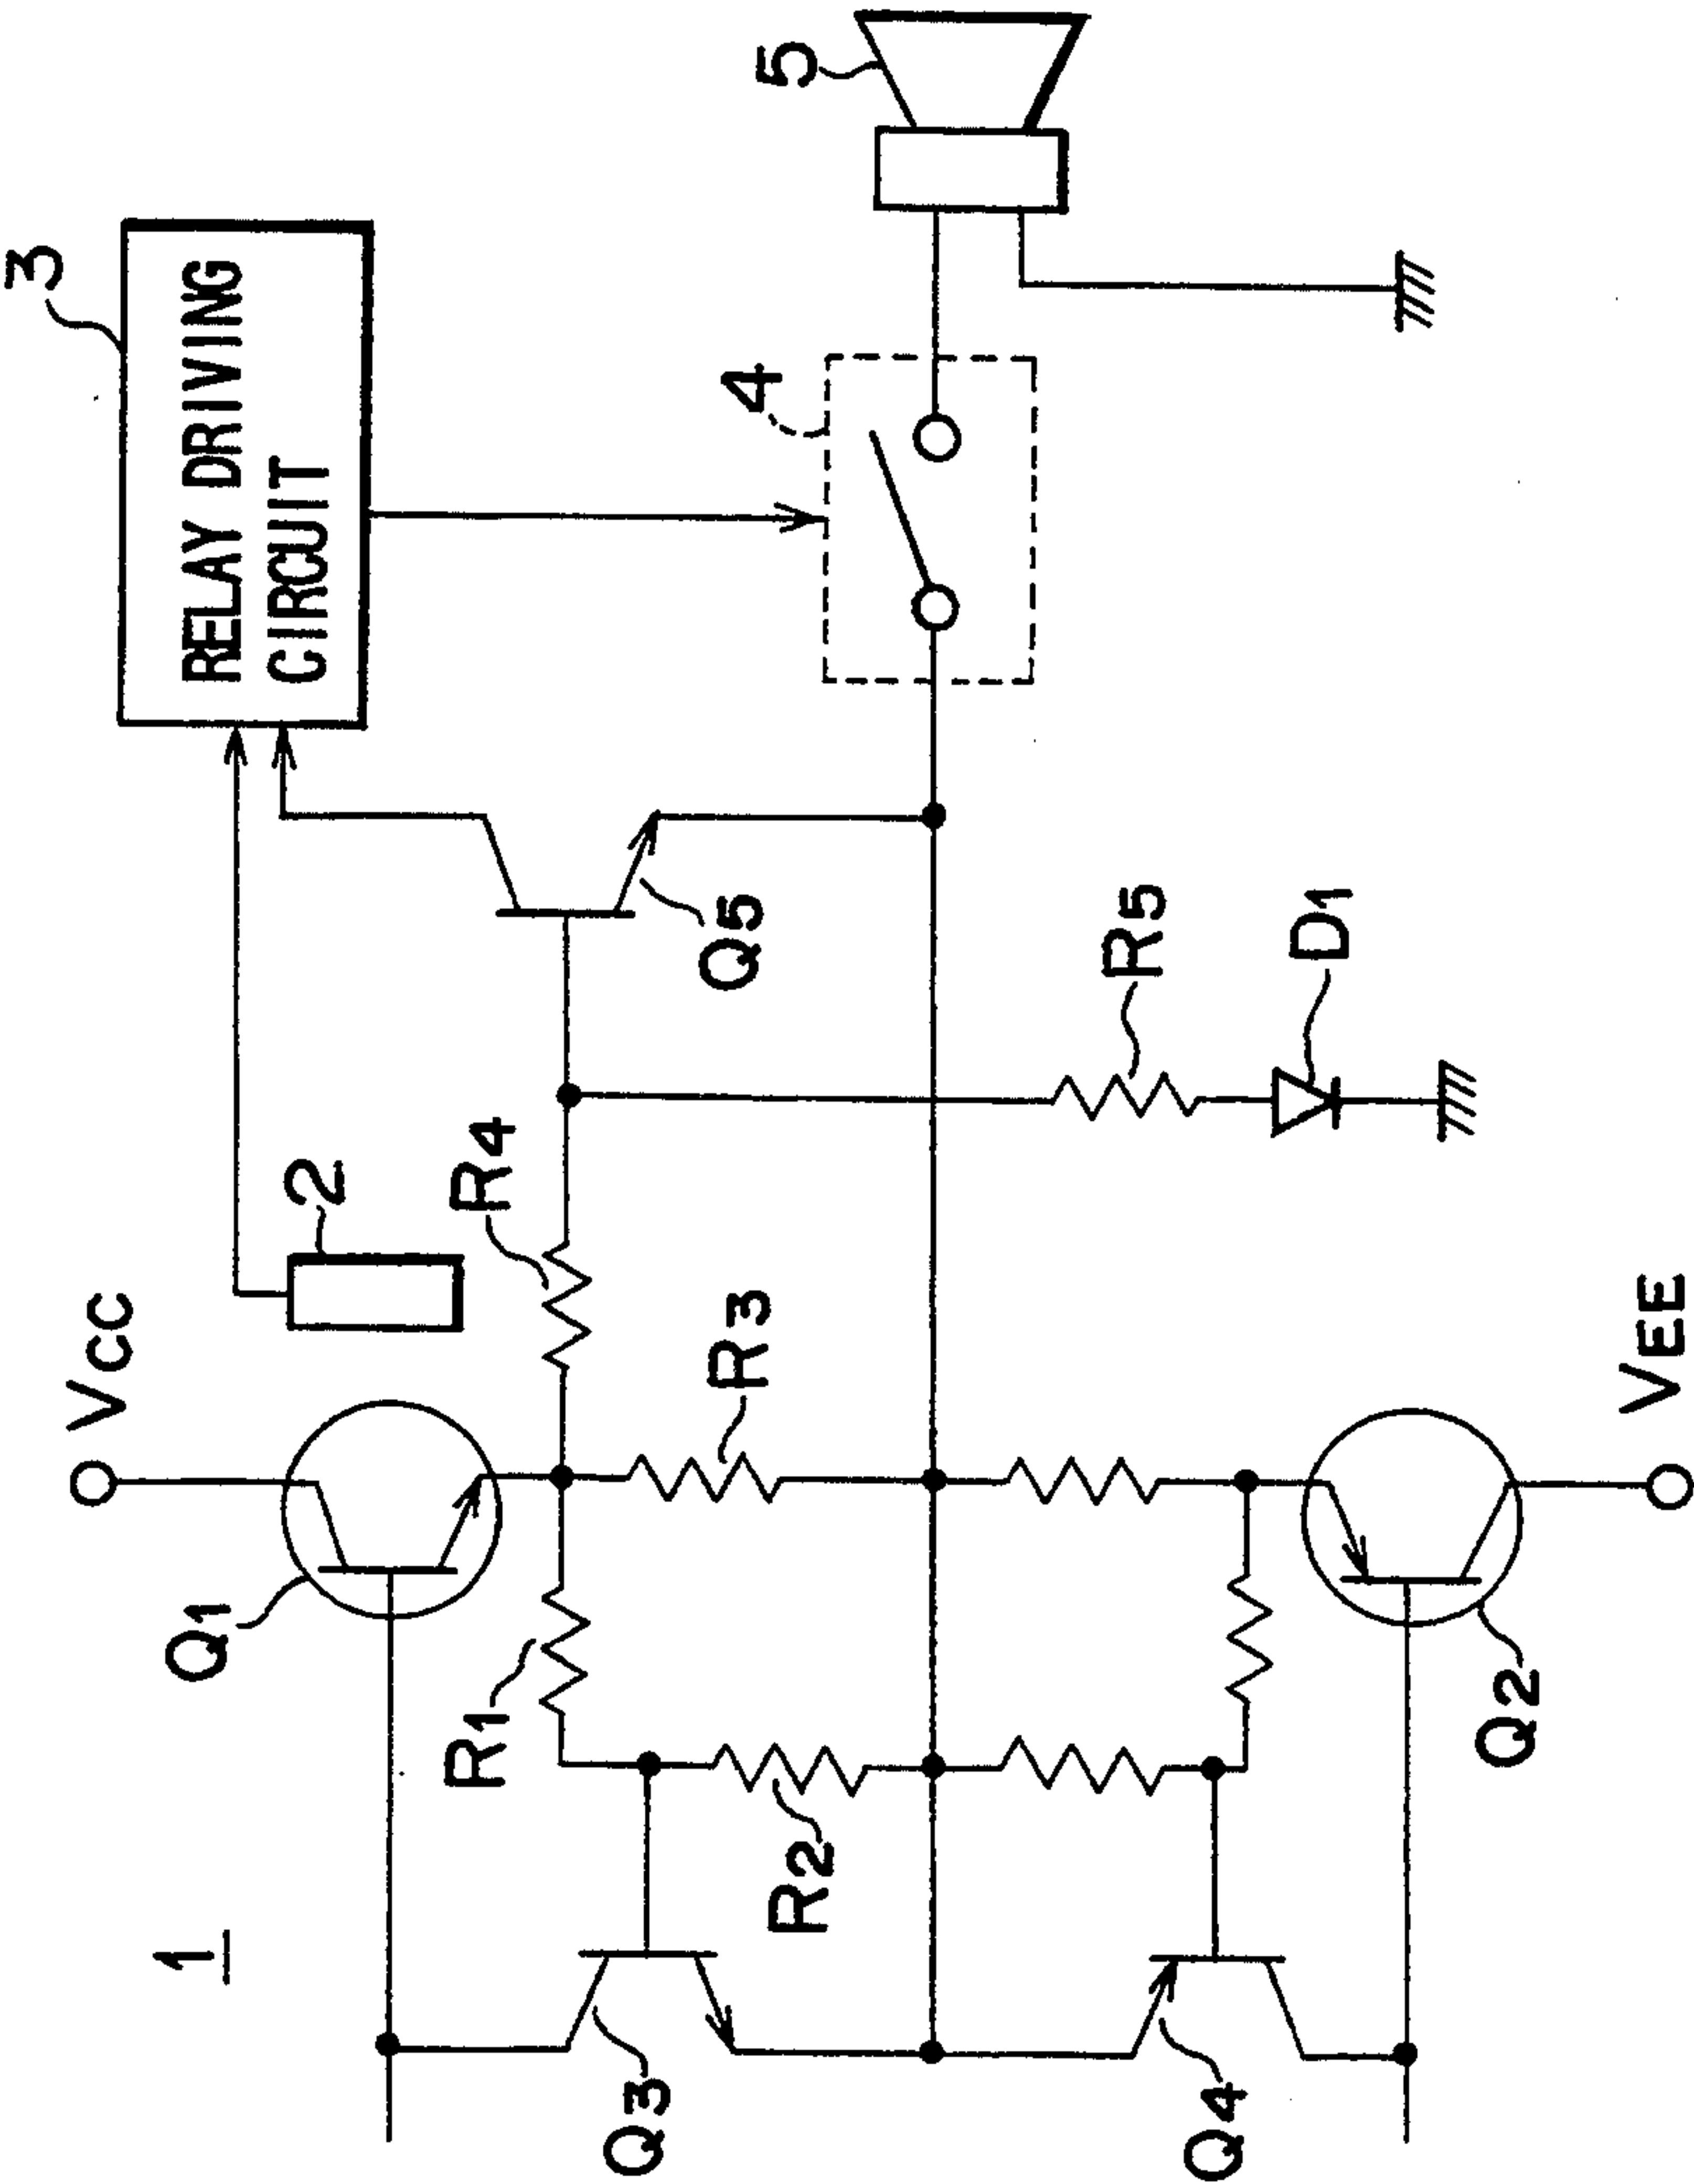 1
Q3
Q4
R2
R1
Q1
Q2
VCC
VEE
R3
R4
2
R5
D1
Q5
RELAY DRIVING
CIRCUIT
3
4
5